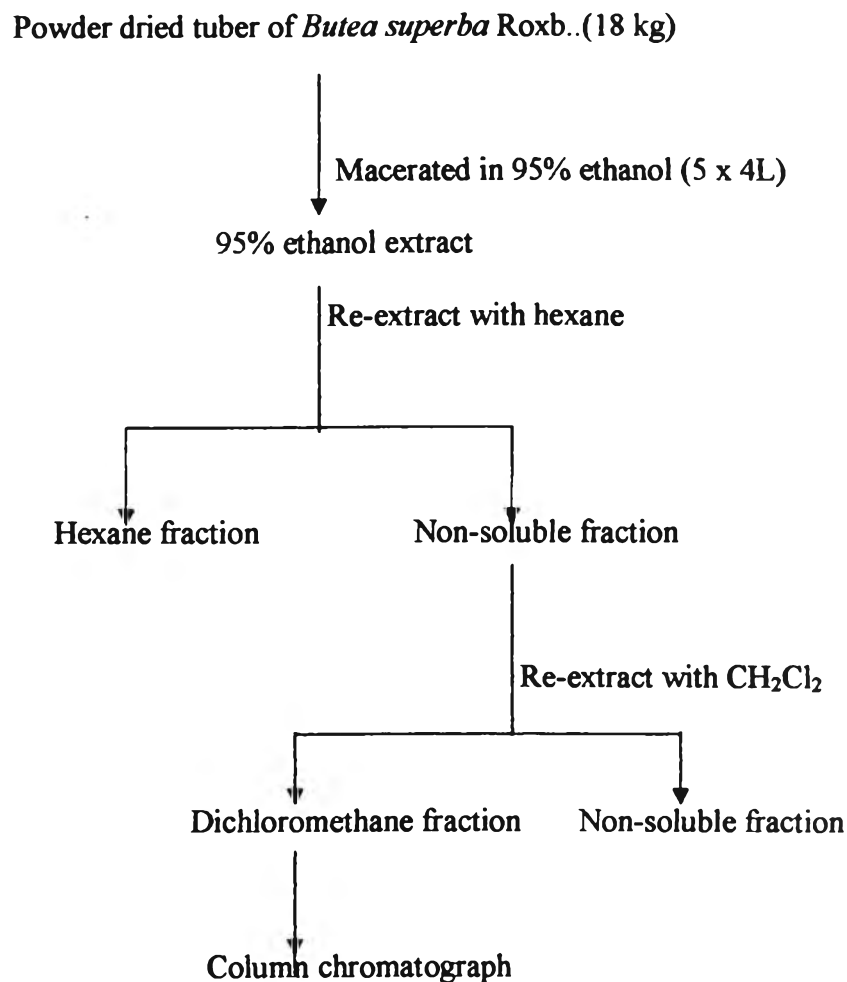 Powder dried tuber of Butea superba Roxb..(18 kg)
Macerated in 95% ethanol (5 x 4L)
95% ethanol extract
Re-extract with hexane
Hexane fraction
Non-soluble fraction
Re-extract with CH₂Cl₂
Dichloromethane fraction
Non-soluble fraction
Column chromatograph